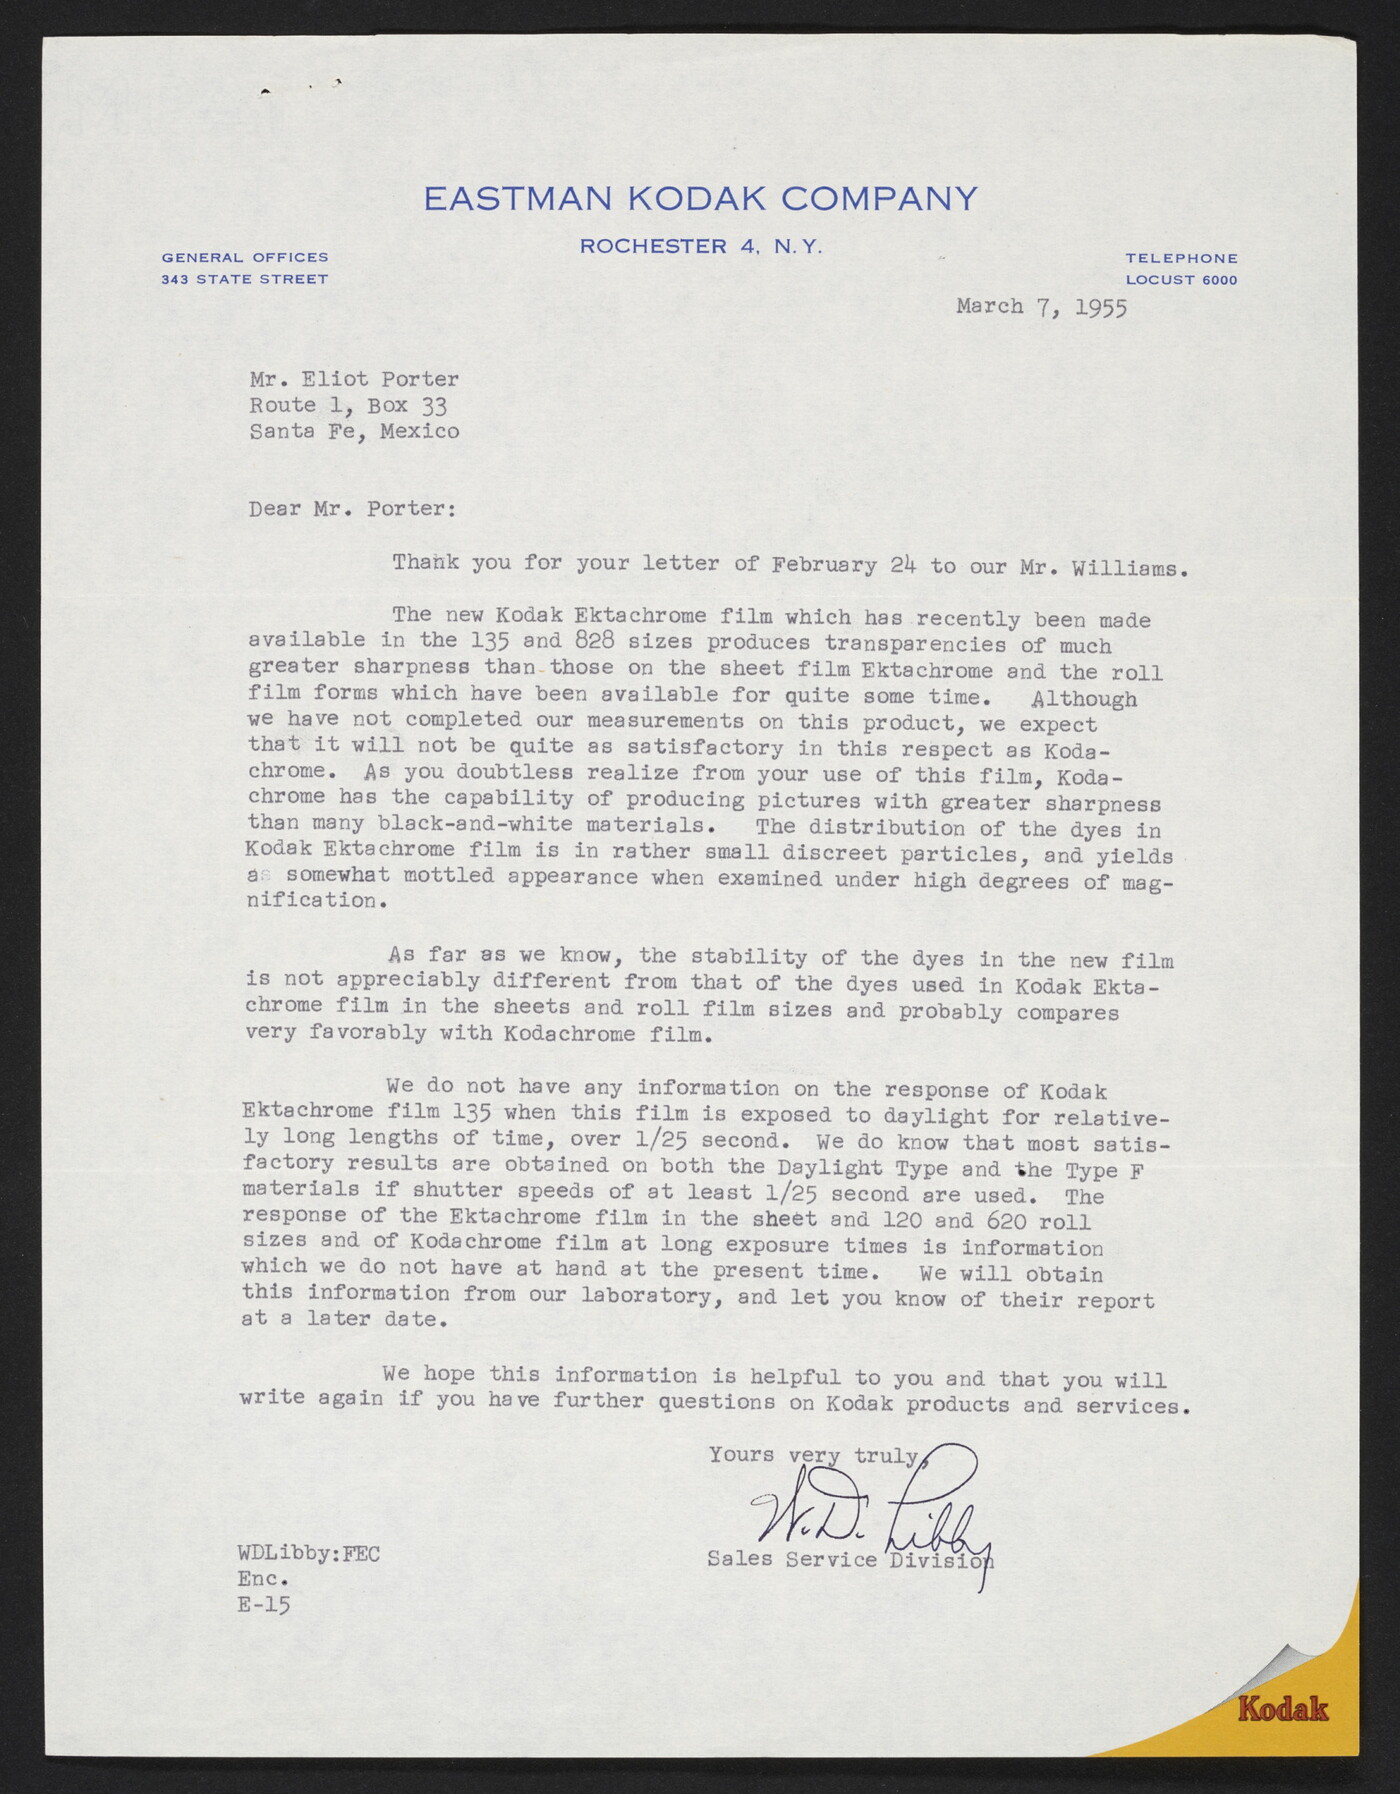 EASTMAN KODAK COMPANY
ROCHESTER 4, N.Y.
GENERAL OFFICES
343 STATE STREET
TELEPHONE
LOCUST 6000
March 7, 1955
Mr. Eliot Porter
Route 1, Box 33
Santa Fe, Mexico
Dear Mr. Porter:
Thank you for your letter of February 24 to our Mr. Williams.
The new Kodak Ektachrome film which has recently been made
available in the 135 and 828 sizes produces transparencies of much
greater sharpness than those on the sheet film Ektachrome and the roll
film forms which have been available for quite some time. Although
we have not completed our measurements on this product, we expect
that it will not be quite as satisfactory in this respect as Koda-
chrome. As you doubtless realize from your use of this film, Koda-
chrome has the capability of producing pictures with greater sharpness
than many black-and-white materials. The distribution of the dyes in
Kodak Ektachrome film is in rather small discreet particles, and yields
a somewhat mottled appearance when examined under high degrees of mag-
nification.
As far as we know, the stability of the dyes in the new film
is not appreciably different from that of the dyes used in Kodak Ekta-
chrome film in the sheets and roll film sizes and probably compares
very favorably with Kodachrome film.
We do not have any information on the response of Kodak
Ektachrome film 135 when this film is exposed to daylight for relative-
ly long lengths of time, over 1/25 second. We do know that most satis-
factory results are obtained on both the Daylight Type and the Type F
materials if shutter speeds of at least 1/25 second are used. The
response of the Ektachrome film in the sheet and 120 and 620 roll
sizes and of Kodachrome film at long exposure times is information
which we do not have at hand at the present time. We will obtain
this information from our laboratory, and let you know of their report
at a later date.
We hope this information is helpful to you and that you will
write again if you have further questions on Kodak products and services.
Yours very truly,
W. D. Libby
Sales Service Division
WDLibby:FEC
Enc.
E-15
Kodak